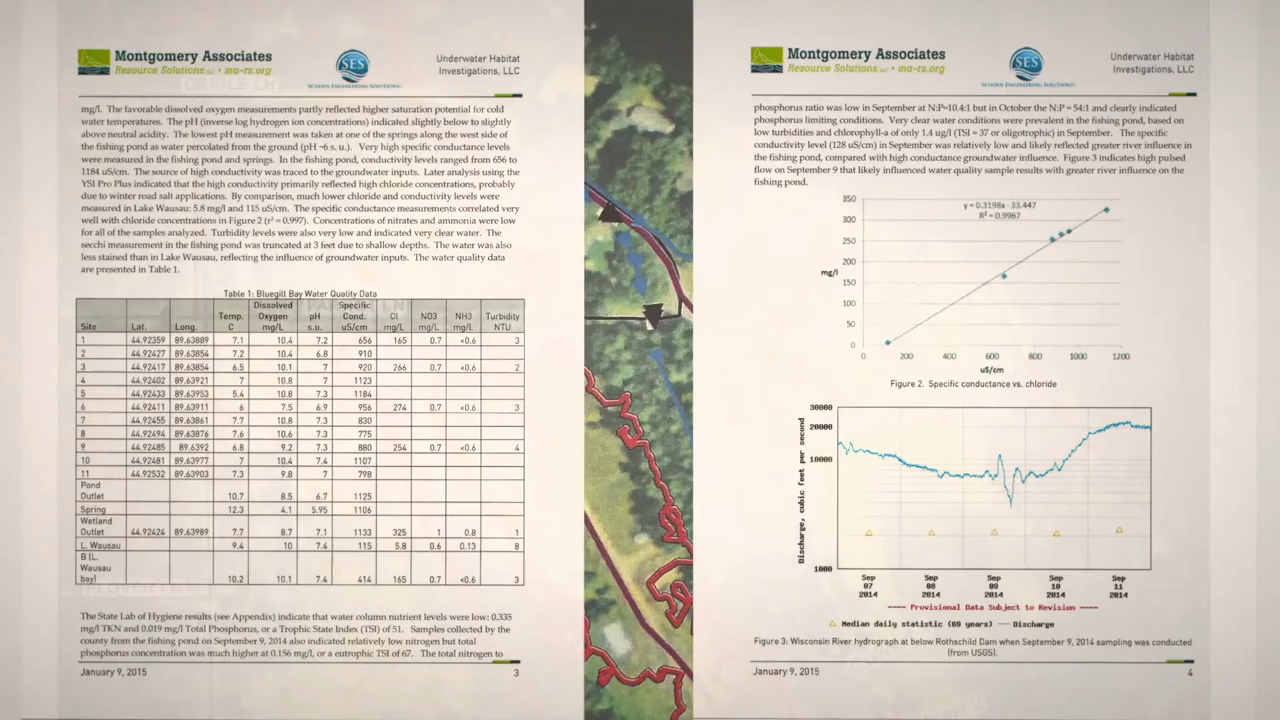 Montgomery Associates
Resource Solutions LLC • ma-rs.org
SES
SCHOEN ENGINEERING SOLUTIONS
Underwater Habitat
Investigations, LLC
mg/l. The favorable dissolved oxygen measurements partly reflected higher saturation potential for cold
water temperatures. The pH (inverse log hydrogen ion concentrations) indicated slightly below to slightly
above neutral acidity. The lowest pH measurement was taken at one of the springs along the west side of
the fishing pond as water percolated from the ground (pH ~6 s. u.). Very high specific conductance levels
were measured in the fishing pond and springs. In the fishing pond, conductivity levels ranged from 656 to
1184 uS/cm. The source of high conductivity was traced to the groundwater inputs. Later analysis using the
YSI Pro Plus indicated that the high conductivity primarily reflected high chloride concentrations, probably
due to winter road salt applications. By comparison, much lower chloride and conductivity levels were
measured in Lake Wausau: 5.8 mg/l and 115 uS/cm. The specific conductance measurements correlated very
well with chloride concentrations in Figure 2 (r² = 0.997). Concentrations of nitrates and ammonia were low
for all of the samples analyzed. Turbidity levels were also very low and indicated very clear water. The
secchi measurement in the fishing pond was truncated at 3 feet due to shallow depths. The water was also
less stained than in Lake Wausau, reflecting the influence of groundwater inputs. The water quality data
are presented in Table 1.
Table 1: Bluegill Bay Water Quality Data
Site Lat. Long. Temp. C Dissolved Oxygen mg/L pH s.u. Specific Cond. uS/cm Cl mg/L NO3 mg/L NH3 mg/L Turbidity NTU
1 44.92359 89.63889 7.1 10.4 7.2 656 165 0.7 <0.6 3
2 44.92427 89.63854 7.2 10.4 6.8 910
3 44.92417 89.63854 6.5 10.1 7 920 266 0.7 <0.6 2
4 44.92402 89.63921 7 10.8 7 1123
5 44.92433 89.63953 5.4 10.8 7.3 1184
6 44.92411 89.63911 6 7.5 6.9 956 274 0.7 <0.6 3
7 44.92455 89.63861 7.7 10.8 7.3 830
8 44.92494 89.63876 7.6 10.6 7.3 775
9 44.92485 89.6392 6.8 9.2 7.3 880 254 0.7 <0.6 4
10 44.92481 89.63977 7 10.4 7.4 1107
11 44.92532 89.63903 7.3 9.8 7 798
Pond
Outlet 10.7 8.5 6.7 1125
Spring 12.3 4.1 5.95 1106
Wetland
Outlet 44.92424 89.63989 7.7 8.7 7.1 1133 325 1 0.8 1
L. Wausau 9.4 10 7.4 115 5.8 0.6 0.13 8
B (L.
Wausau
bay) 10.2 10.1 7.4 414 165 0.7 <0.6 3
The State Lab of Hygiene results (see Appendix) indicate that water column nutrient levels were low: 0.335
mg/l TKN and 0.019 mg/l Total Phosphorus, or a Trophic State Index (TSI) of 51. Samples collected by the
county from the fishing pond on September 9, 2014 also indicated relatively low nitrogen but total
phosphorus concentration was much higher at 0.156 mg/l, or a eutrophic TSI of 67. The total nitrogen to
January 9, 2015 3
Montgomery Associates
Resource Solutions LLC • ma-rs.org
SES
SCHOEN ENGINEERING SOLUTIONS
Underwater Habitat
Investigations, LLC
phosphorus ratio was low in September at N:P=10.4:1 but in October the N:P = 54:1 and clearly indicated
phosphorus limiting conditions. Very clear water conditions were prevalent in the fishing pond, based on
low turbidities and chlorophyll-a of only 1.4 ug/l (TSI = 37 or oligotrophic) in September. The specific
conductivity level (128 uS/cm) in September was relatively low and likely reflected greater river influence in
the fishing pond, compared with high conductance groundwater influence. Figure 3 indicates high pulsed
flow on September 9 that likely influenced water quality sample results with greater river influence on the
fishing pond.
y = 0.3198x - 33.447
R² = 0.9967
mg/l
350
300
250
200
150
100
50
0
0 200 400 600 800 1000 1200
uS/cm
Figure 2. Specific conductance vs. chloride
Discharge, cubic feet per second
30000
20000
10000
1000
Sep 07 2014 Sep 08 2014 Sep 09 2014 Sep 10 2014 Sep 11 2014
---- Provisional Data Subject to Revision ----
△ Median daily statistic (69 years) — Discharge
Figure 3: Wisconsin River hydrograph at below Rothschild Dam when September 9, 2014 sampling was conducted
(from USGS).
January 9, 2015 4